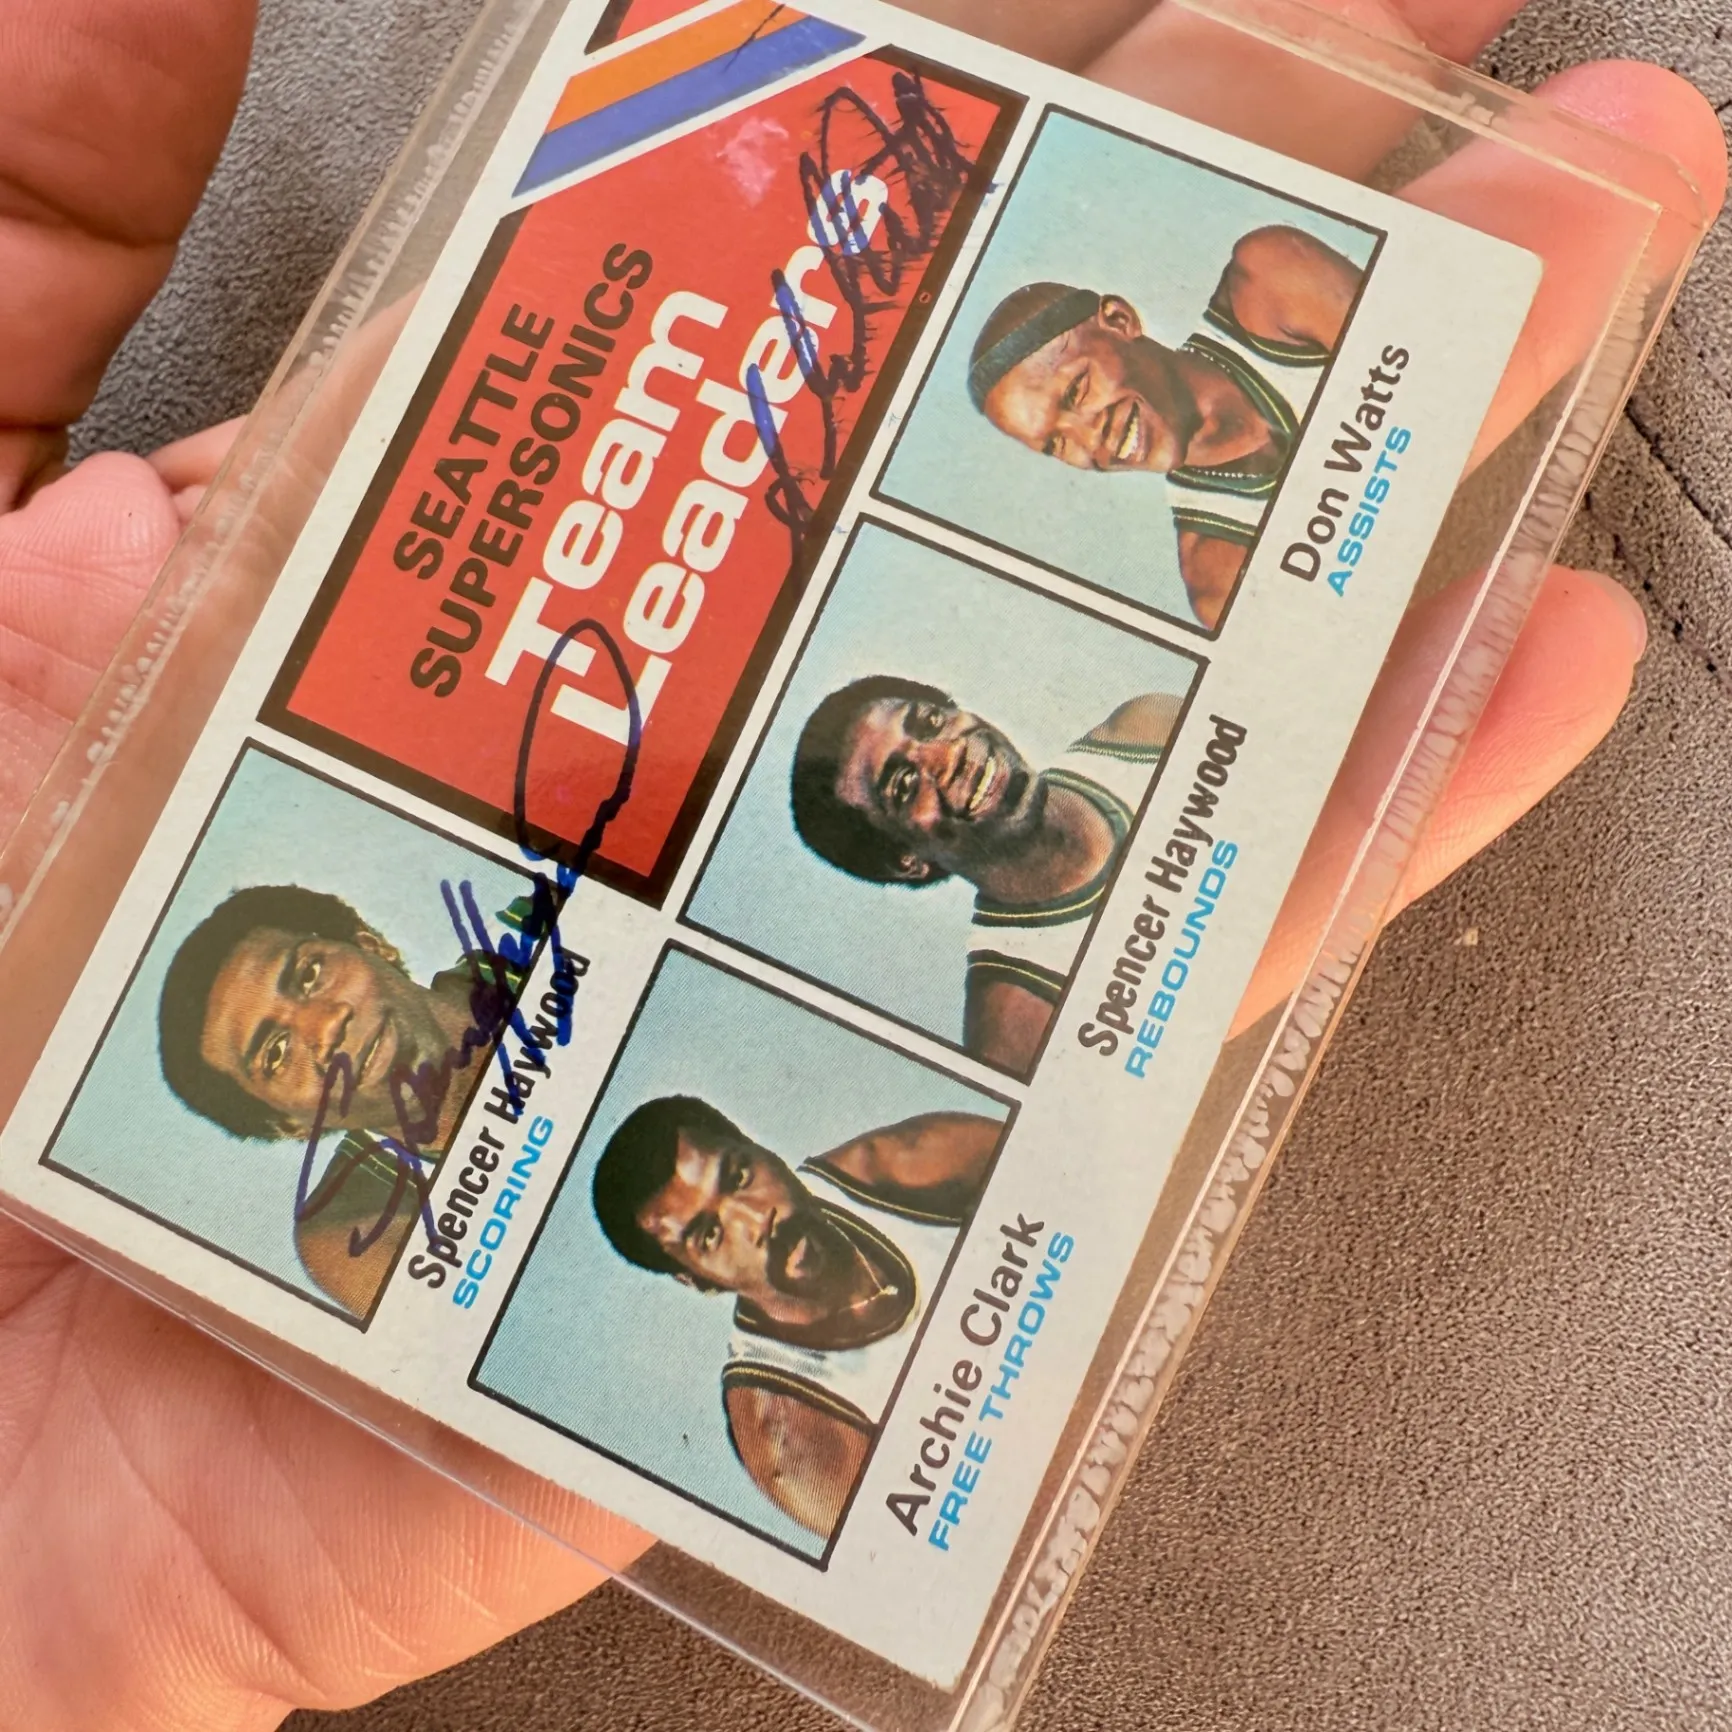 SEATTLE
SUPERSONICS
Team
Leaders
Spencer Haywood
SCORING
Archie Clark
FREE THROWS
Spencer Haywood
REBOUNDS
Don Watts
ASSISTS